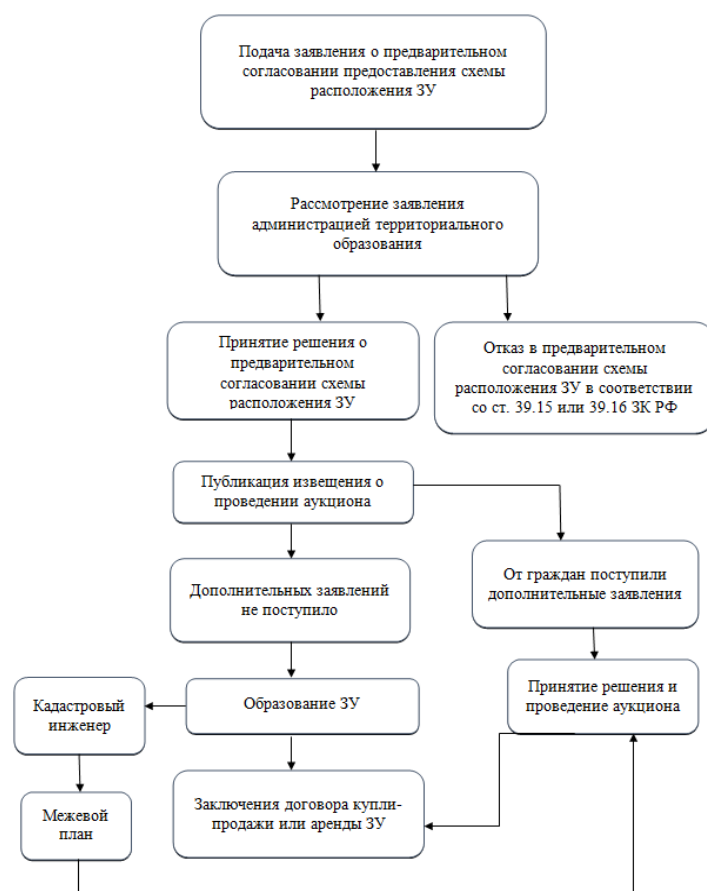 Подача заявления о предварительном
согласовании предоставления схемы
расположения ЗУ
Рассмотрение заявления
администрацией территориального
образования
Принятие решения о
предварительном
согласовании схемы
расположения ЗУ
Отказ в предварительном
согласовании схемы
расположения ЗУ в соответствии
со ст. 39.15 или 39.16 ЗК РФ
Публикация извещения о
проведении аукциона
Дополнительных заявлений
не поступило
От граждан поступили
дополнительные заявления
Кадастровый
инженер
Образование ЗУ
Принятие решения и
проведение аукциона
Межевой
план
Заключения договора купли-
продажи или аренды ЗУ